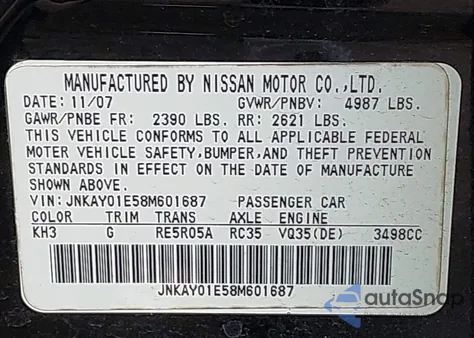 MANUFACTURED BY NISSAN MOTOR CO.,LTD.
DATE: 11/07 GVWR/PNBV: 4987 LBS.
GAWR/PNBE FR: 2390 LBS. RR: 2621 LBS.
THIS VEHICLE CONFORMS TO ALL APPLICABLE FEDERAL
MOTOR VEHICLE SAFETY, BUMPER, AND THEFT PREVENTION
STANDARDS IN EFFECT ON THE DATE OF MANUFACTURE
SHOWN ABOVE.
VIN: JNKAY01E58M601687 PASSENGER CAR
COLOR TRIM TRANS AXLE ENGINE
KH3 G RE5R05A RC35 VQ35(DE) 3498CC
JNKAY01E58M601687
autaSnap